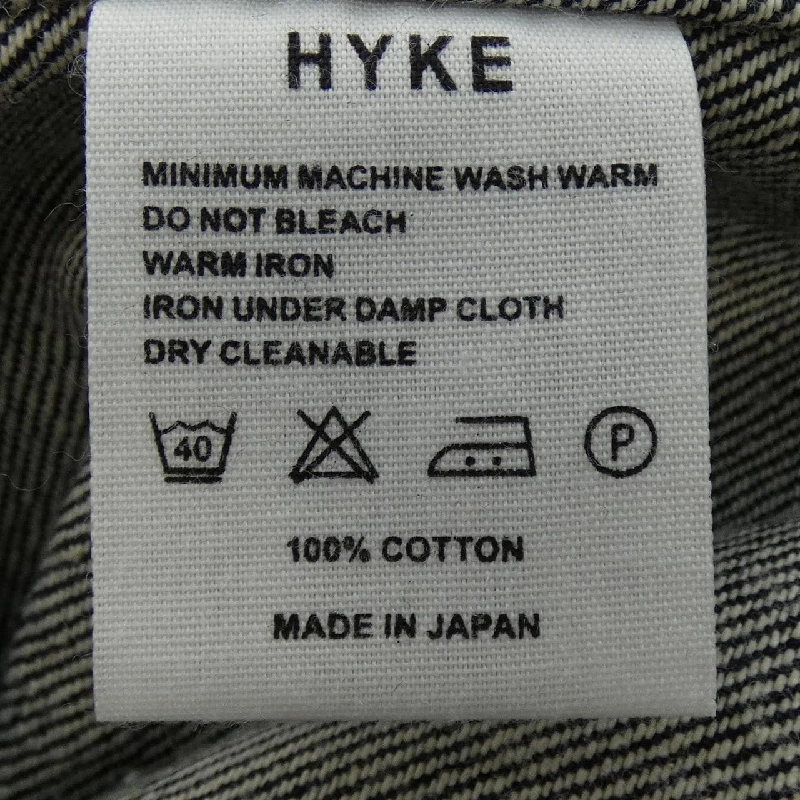 HYKE
MINIMUM MACHINE WASH WARM
DO NOT BLEACH
WARM IRON
IRON UNDER DAMP CLOTH
DRY CLEANABLE
40 P
100% COTTON
MADE IN JAPAN